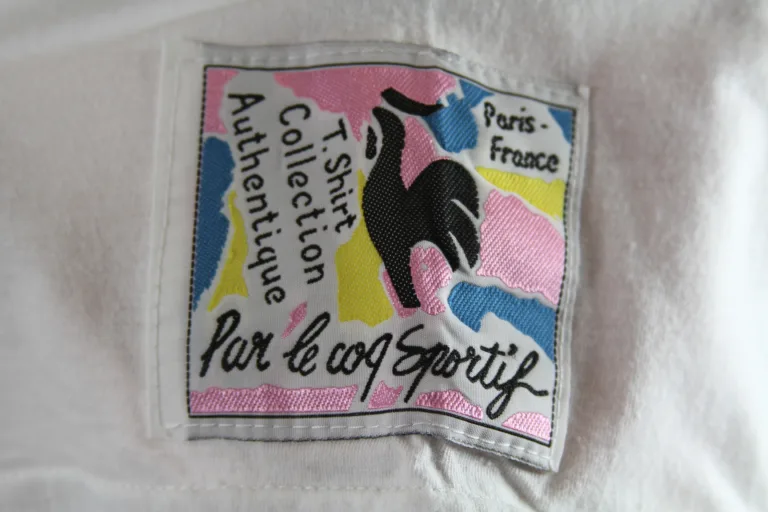 T.Shirt
Collection
Authentique
Paris-
France
Par le coq Sportif